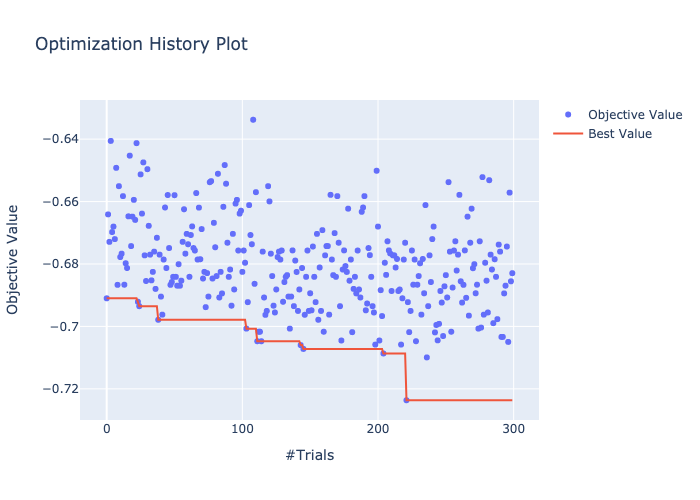 Optimization History Plot
Objective Value
Best Value
−0.64
−0.66
−0.68
−0.7
−0.72
Objective Value
0
100
200
300
#Trials